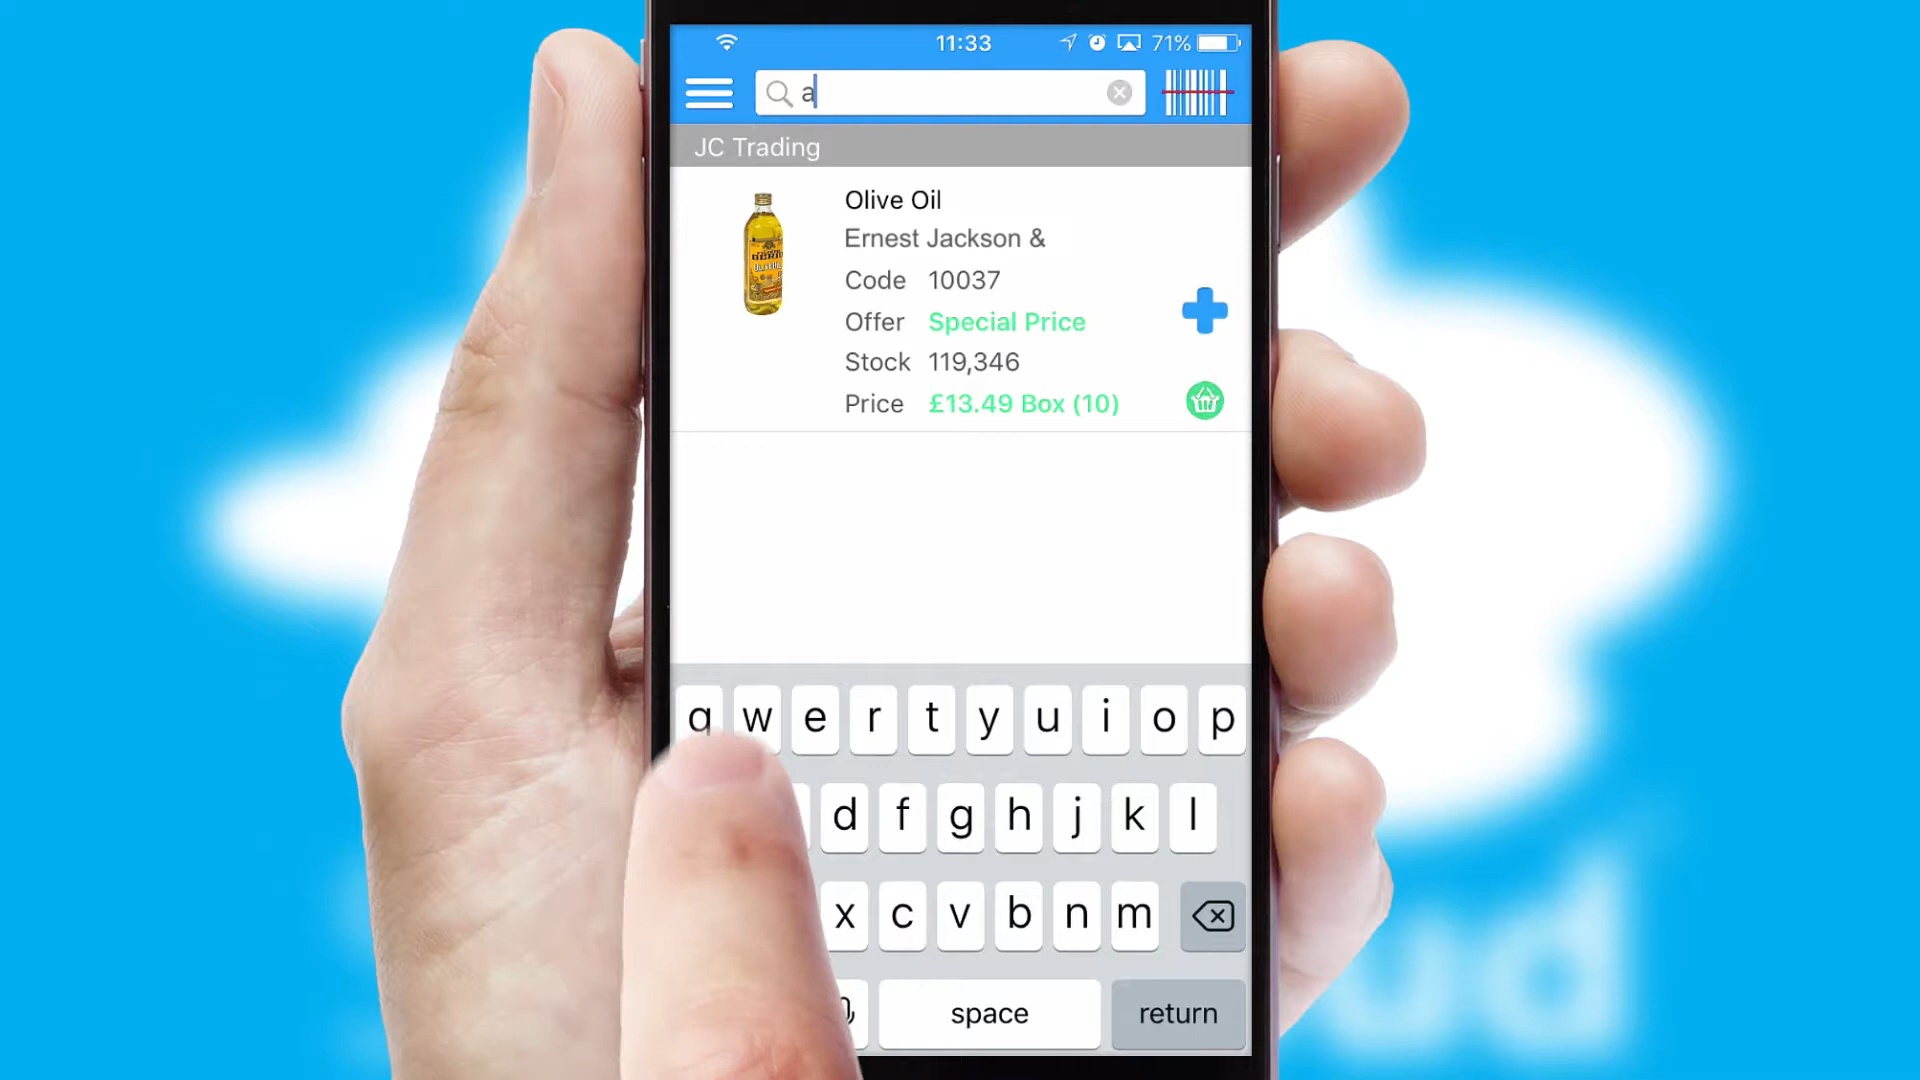 11:33
71%
a
JC Trading
Olive Oil
Ernest Jackson &
Code 10037
Offer Special Price
Stock 119,346
Price £13.49 Box (10)
q w e r t y u i o p
d f g h j k l
x c v b n m
space return
ud